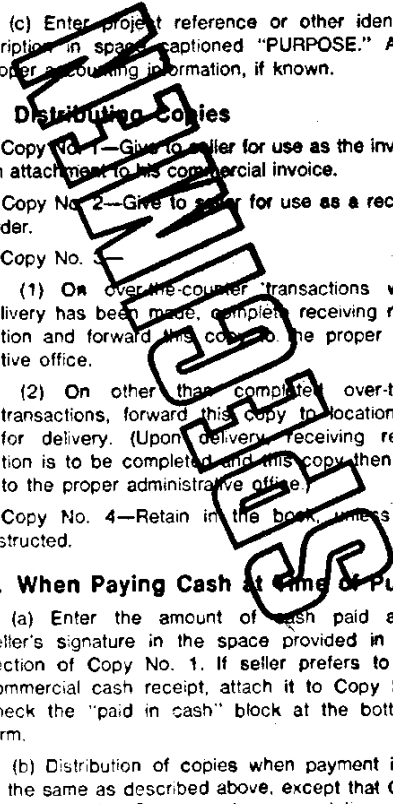 (c) Enter project reference or other iden
ription in space captioned “PURPOSE.” A
oper accounting information, if known.
Distributing Copies
Copy No. 1—Give to seller for use as the inv
n attachment to his commercial invoice.
Copy No. 2—Give to seller for use as a rec
rder.
Copy No. 3—
(1) On over-the-counter transactions w
elivery has been made, complete receiving r
tion and forward this copy to the proper
tive office.
(2) On other than completed over-t
transactions, forward this copy to location
for delivery. (Upon delivery, receiving re
tion is to be completed and this copy then
to the proper administrative office.)
Copy No. 4—Retain in the book, unless
structed.
. When Paying Cash at Time of Pu
(a) Enter the amount of cash paid a
eller's signature in the space provided in
ection of Copy No. 1. If seller prefers to
ommercial cash receipt, attach it to Copy
heck the “paid in cash” block at the bott
rm.
(b) Distribution of copies when payment i
the same as described above, except that
SPECIMEN